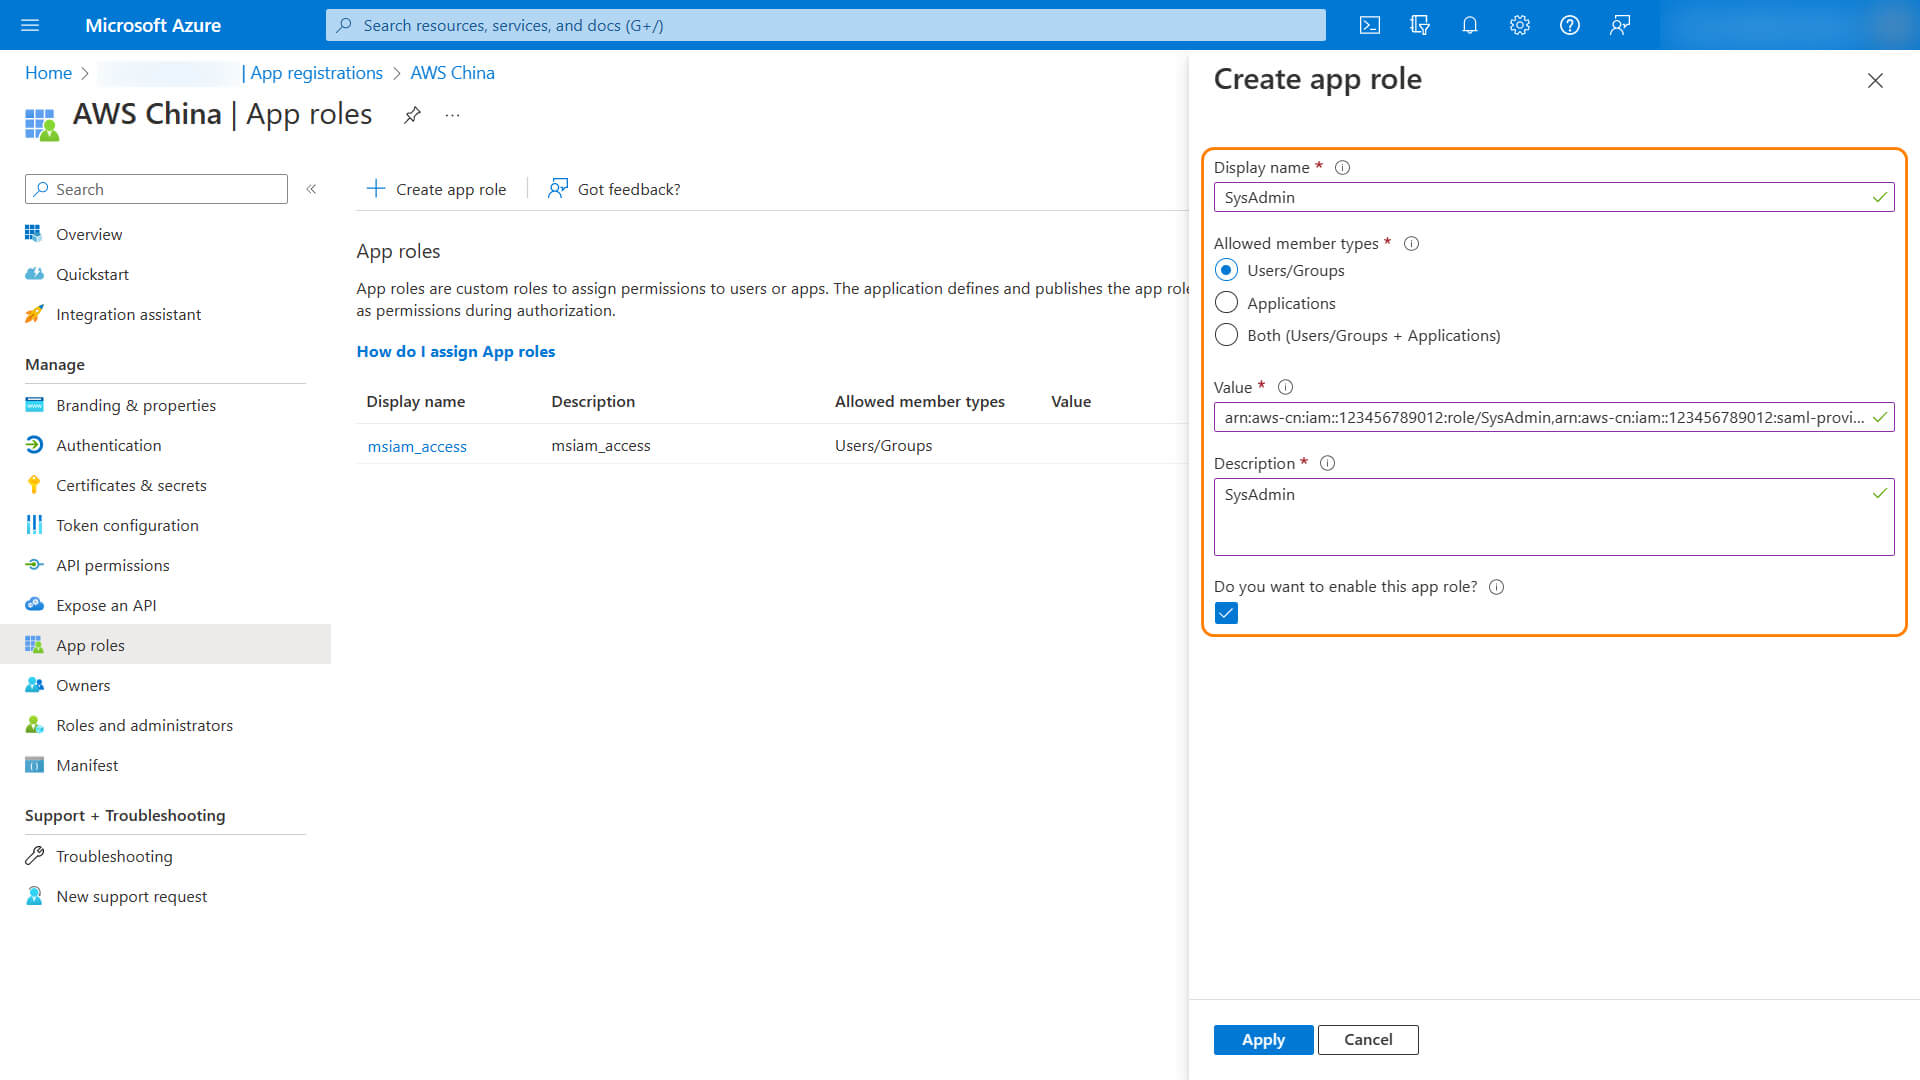 Microsoft Azure
Search resources, services, and docs (G+/)
Home > | App registrations > AWS China
AWS China | App roles
Search
Overview
Quickstart
Integration assistant
Manage
Branding & properties
Authentication
Certificates & secrets
Token configuration
API permissions
Expose an API
App roles
Owners
Roles and administrators
Manifest
Support + Troubleshooting
Troubleshooting
New support request
Create app role
Got feedback?
App roles
App roles are custom roles to assign permissions to users or apps. The application defines and publishes the app role
as permissions during authorization.
How do I assign App roles
Display name Description Allowed member types Value
msiam_access msiam_access Users/Groups
Create app role
Display name *
SysAdmin
Allowed member types *
Users/Groups
Applications
Both (Users/Groups + Applications)
Value *
arn:aws-cn:iam::123456789012:role/SysAdmin,arn:aws-cn:iam::123456789012:saml-provi...
Description *
SysAdmin
Do you want to enable this app role?
Apply Cancel